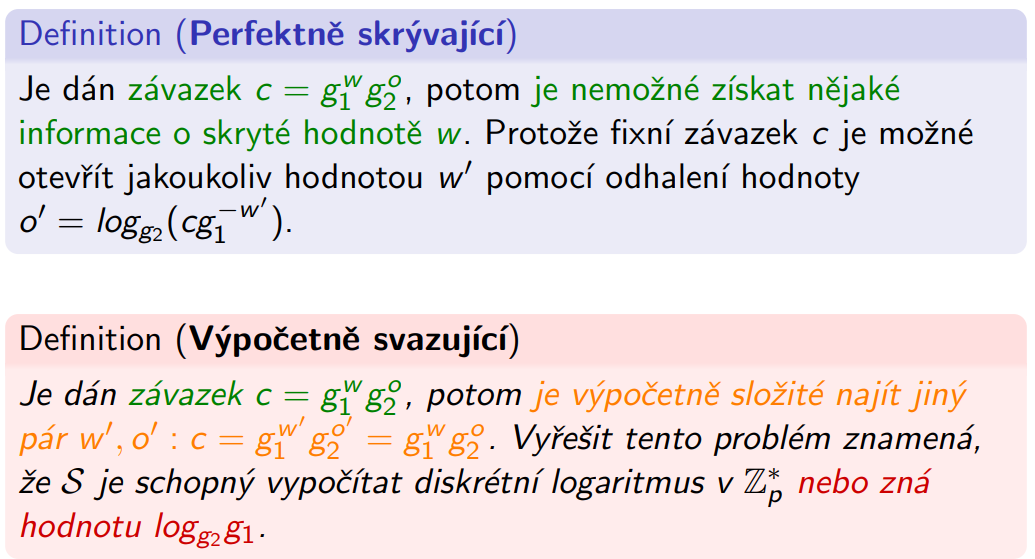 Definition (Perfektně skrývající)
Je dán závazek $c = g_1^w g_2^o$, potom je nemožné získat nějaké
informace o skryté hodnotě $w$. Protože fixní závazek $c$ je možné
otevřít jakoukoliv hodnotou $w'$ pomocí odhalení hodnoty
$o' = log_{g_2}(cg_1^{-w'})$.
Definition (Výpočetně svazující)
Je dán závazek $c = g_1^w g_2^o$, potom je výpočetně složité najít jiný
pár $w', o' : c = g_1^{w'} g_2^{o'} = g_1^w g_2^o$. Vyřešit tento problém znamená,
že $\mathcal{S}$ je schopný vypočítat diskrétní logaritmus v $\mathbb{Z}_p^*$ nebo zná
hodnotu $log_{g_2} g_1$.